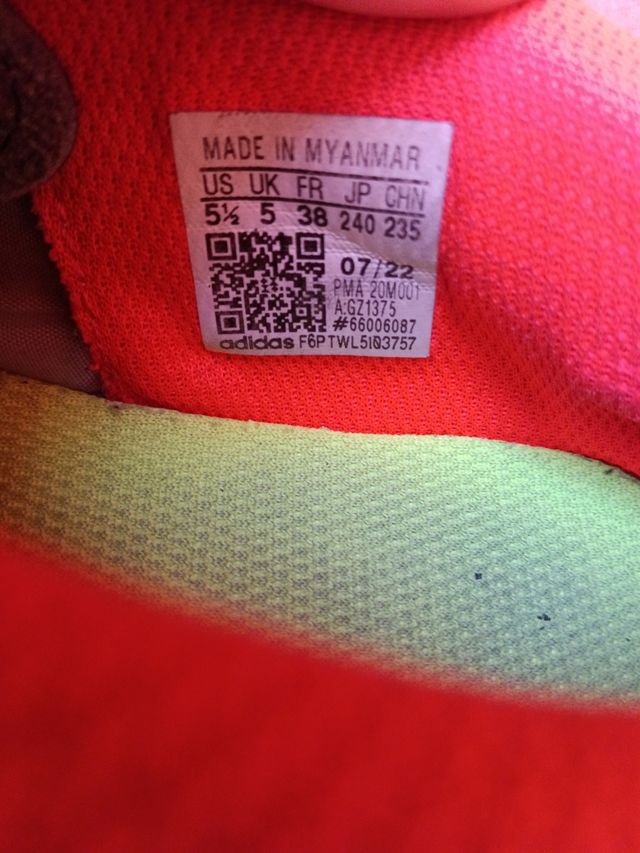 MADE IN MYANMAR
US UK FR JP CHN
5½ 5 38 240 235
07/22
PMA 20M001
A:GZ1375
#66006087
adidas F6PTWL5IQ3757